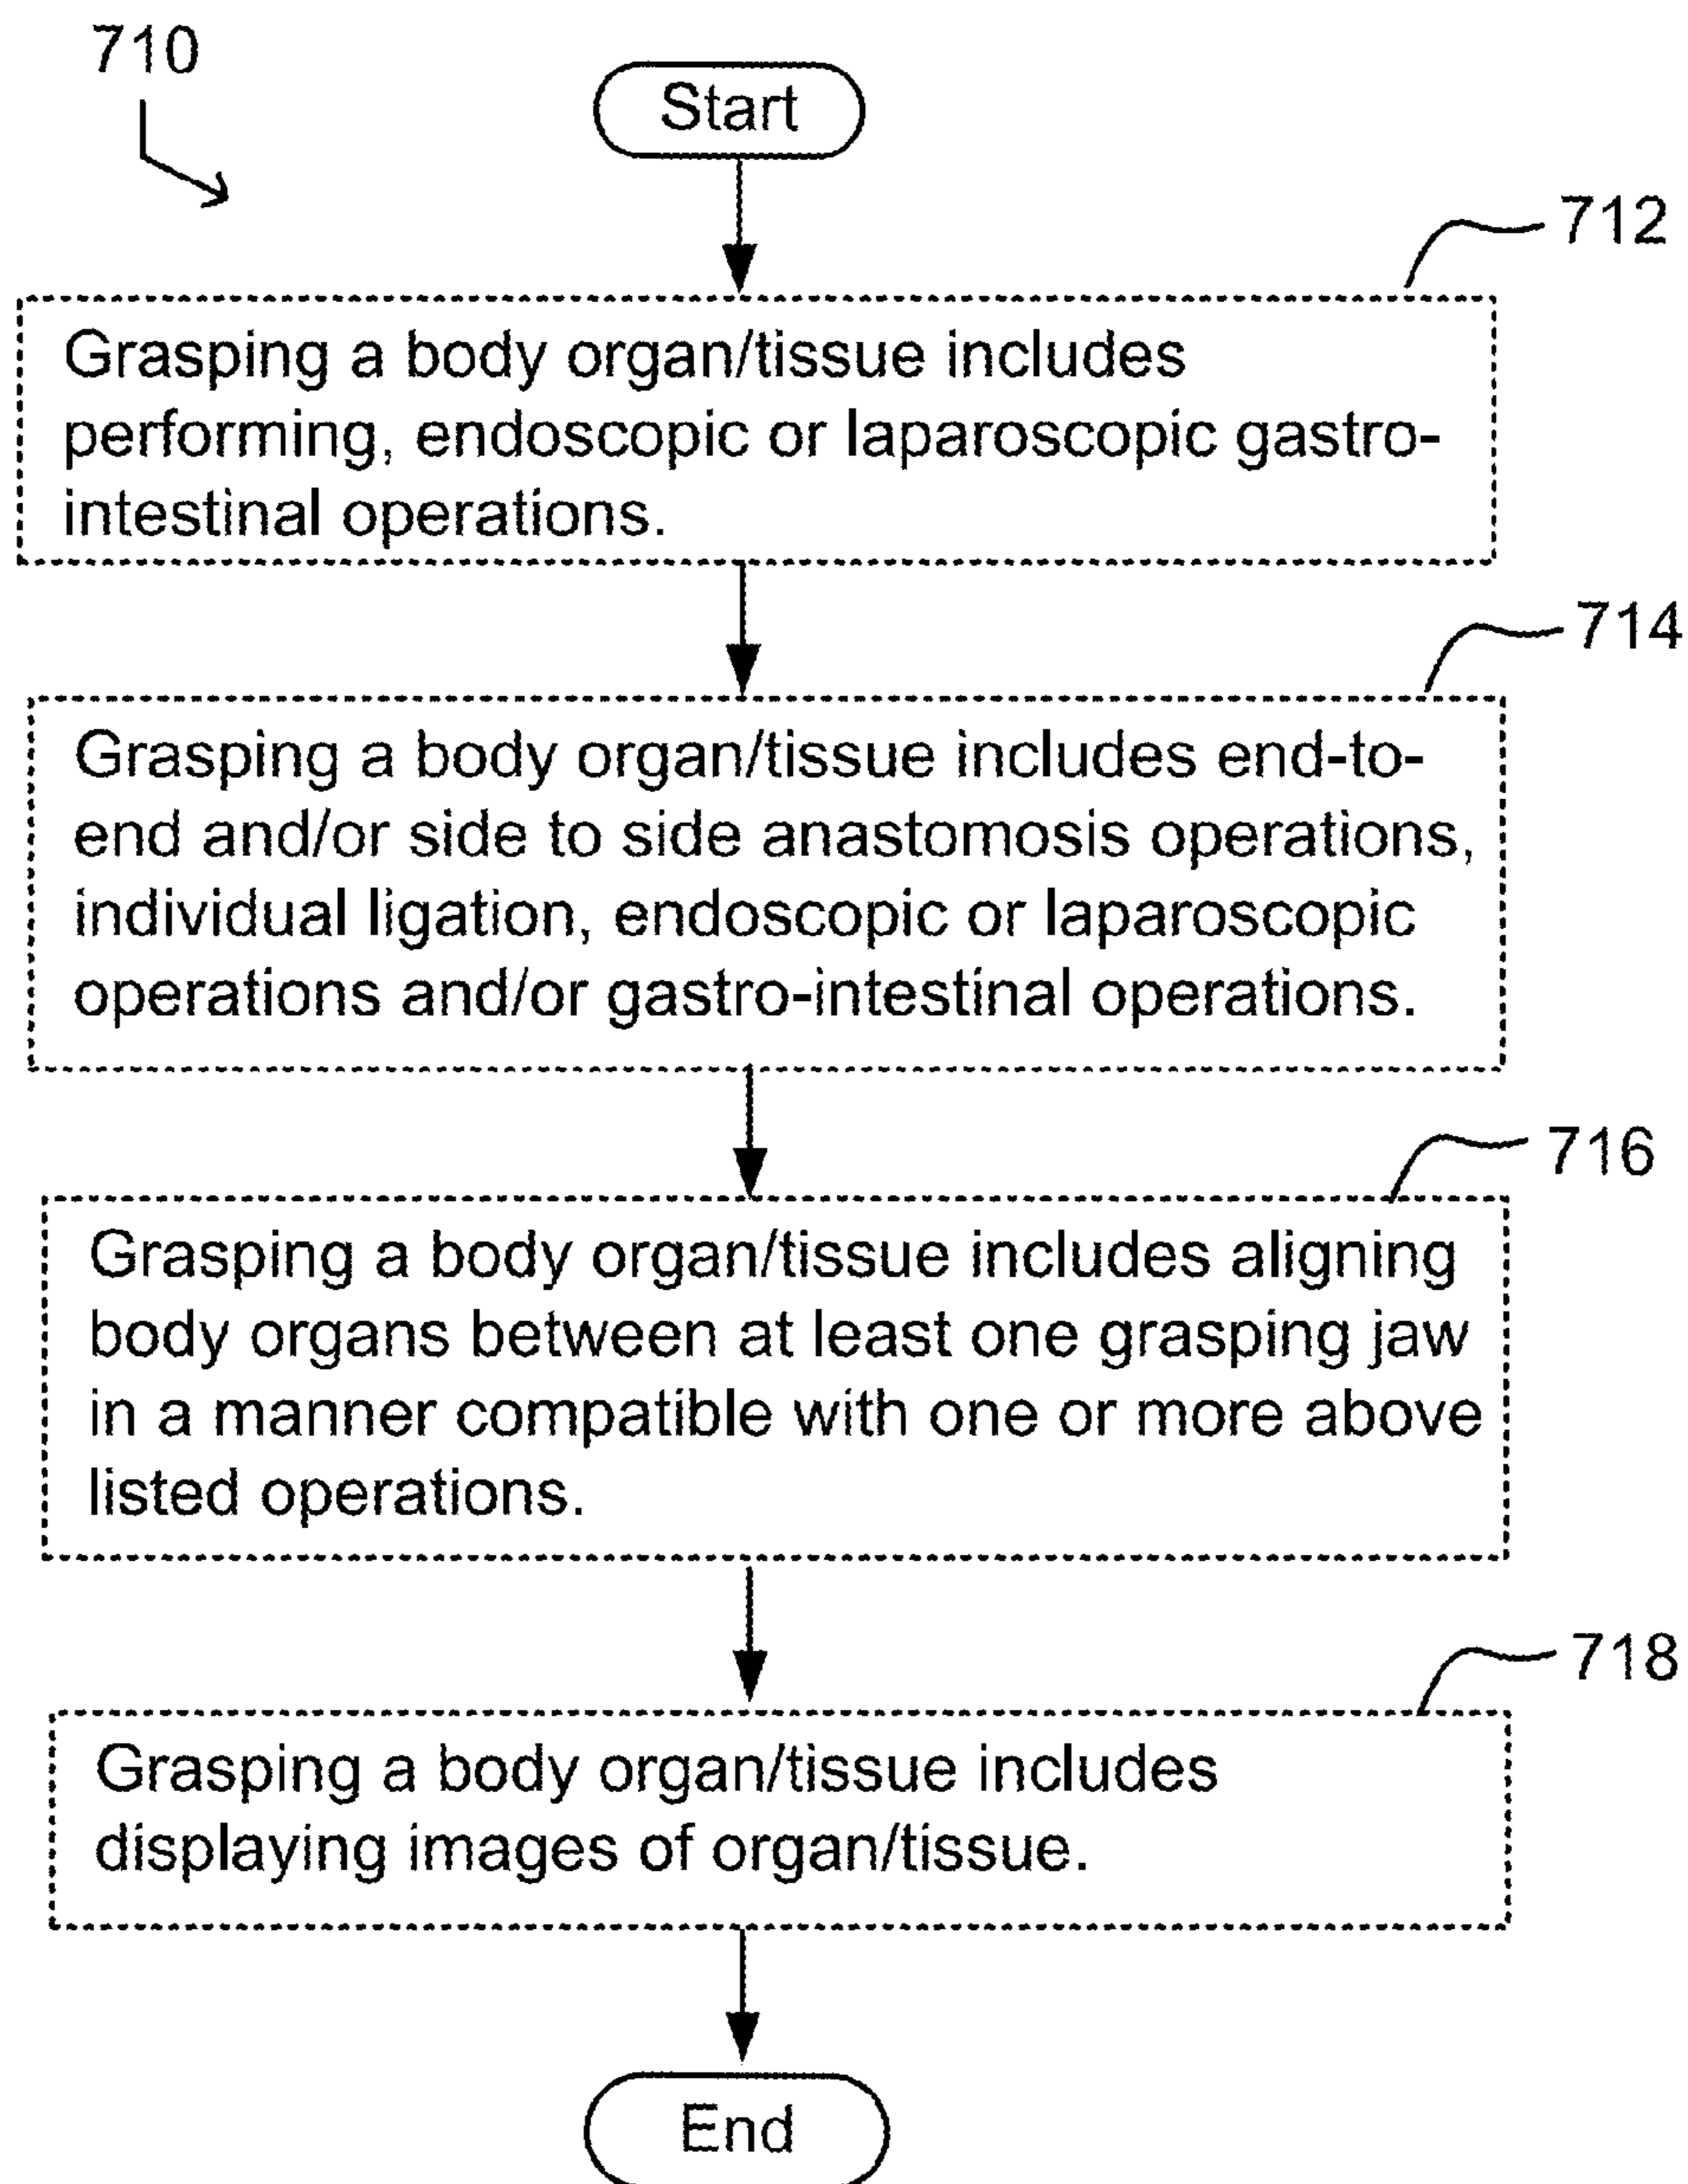 710
Start
712
Grasping a body organ/tissue includes
performing, endoscopic or laparoscopic gastro-
intestinal operations.
714
Grasping a body organ/tissue includes end-to-
end and/or side to side anastomosis operations,
individual ligation, endoscopic or laparoscopic
operations and/or gastro-intestinal operations.
716
Grasping a body organ/tissue includes aligning
body organs between at least one grasping jaw
in a manner compatible with one or more above
listed operations.
718
Grasping a body organ/tissue includes
displaying images of organ/tissue.
End